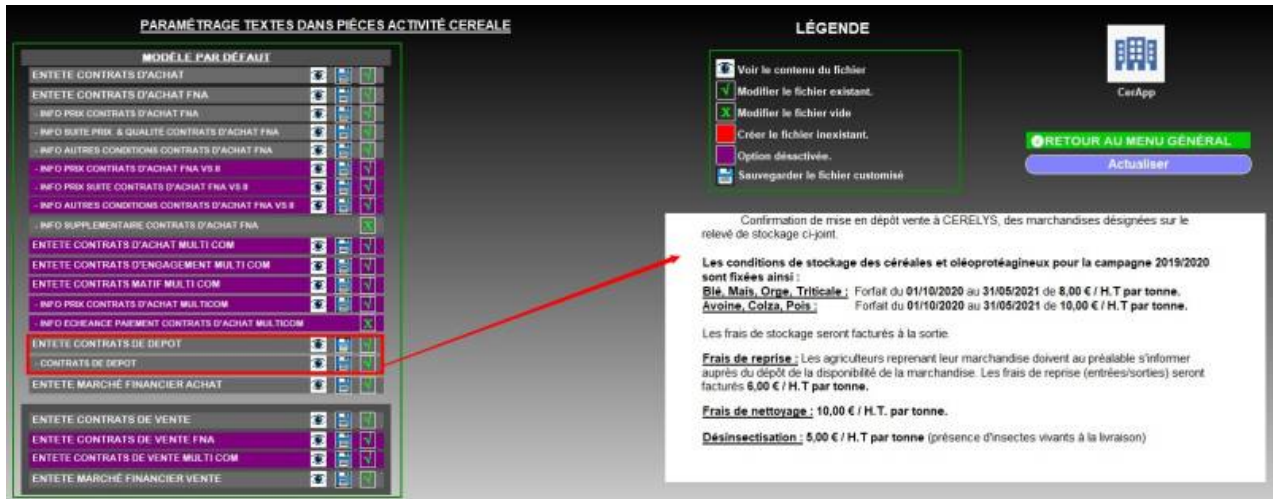 PARAMÉTRAGE TEXTES DANS PIÈCES ACTIVITÉ CEREALE
MODÈLE PAR DÉFAUT
ENTETE CONTRATS D'ACHAT
ENTETE CONTRATS D'ACHAT FNA
- INFO PRIX CONTRATS D'ACHAT FNA
- INFO SUITE PRIX & QUALITÉ CONTRATS D'ACHAT FNA
- INFO AUTRES CONDITIONS CONTRATS D'ACHAT FNA
- INFO PRIX CONTRATS D'ACHAT FNA VS II
- INFO PRIX SUITE CONTRATS D'ACHAT FNA VS II
- INFO AUTRES CONDITIONS CONTRATS D'ACHAT FNA VS II
- INFO SUPPLEMENTAIRE CONTRATS D'ACHAT FNA
ENTETE CONTRATS D'ACHAT MULTI COM
ENTETE CONTRATS D'ENGAGEMENT MULTI COM
ENTETE CONTRATS MATIF MULTI COM
- INFO PRIX CONTRATS D'ACHAT MULTICOM
- INFO ECHEANCE PAIEMENT CONTRATS D'ACHAT MULTICOM
ENTETE CONTRATS DE DEPOT
- CONTRATS DE DEPOT
ENTETE MARCHÉ FINANCIER ACHAT
ENTETE CONTRATS DE VENTE
ENTETE CONTRATS DE VENTE FNA
ENTETE CONTRATS DE VENTE MULTI COM
ENTETE MARCHÉ FINANCIER VENTE
LÉGENDE
Voir le contenu du fichier
Modifier le fichier existant.
Modifier le fichier vide
Créer le fichier inexistant.
Option désactivée.
Sauvegarder le fichier customisé
CerApp
RETOUR AU MENU GÉNÉRAL
Actualiser
Confirmation de mise en dépôt vente à CERELYS, des marchandises désignées sur le
relevé de stockage ci-joint.
Les conditions de stockage des céréales et oléoprotéagineux pour la campagne 2019/2020
sont fixées ainsi :
Blé, Maïs, Orge, Triticale : Forfait du 01/10/2020 au 31/05/2021 de 8,00 € / H.T par tonne.
Avoine, Colza, Pois : Forfait du 01/10/2020 au 31/05/2021 de 10,00 € / H.T par tonne.
Les frais de stockage seront facturés à la sortie.
Frais de reprise : Les agriculteurs reprenant leur marchandise doivent au préalable s'informer
auprès du dépôt de la disponibilité de la marchandise. Les frais de reprise (entrées/sorties) seront
facturés 6,00 € / H.T par tonne.
Frais de nettoyage : 10,00 € / H.T. par tonne.
Désinsectisation : 5,00 € / H.T par tonne (présence d'insectes vivants à la livraison)